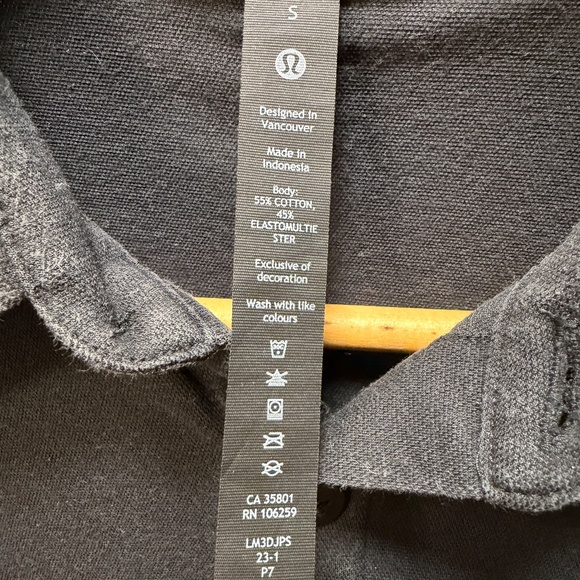 S
Designed in
Vancouver
Made in
Indonesia
Body:
55% COTTON,
45%
ELASTOMULTIE
STER
Exclusive of
decoration
Wash with like
colours
CA 35801
RN 106259
LM3DJPS
23-1
P7